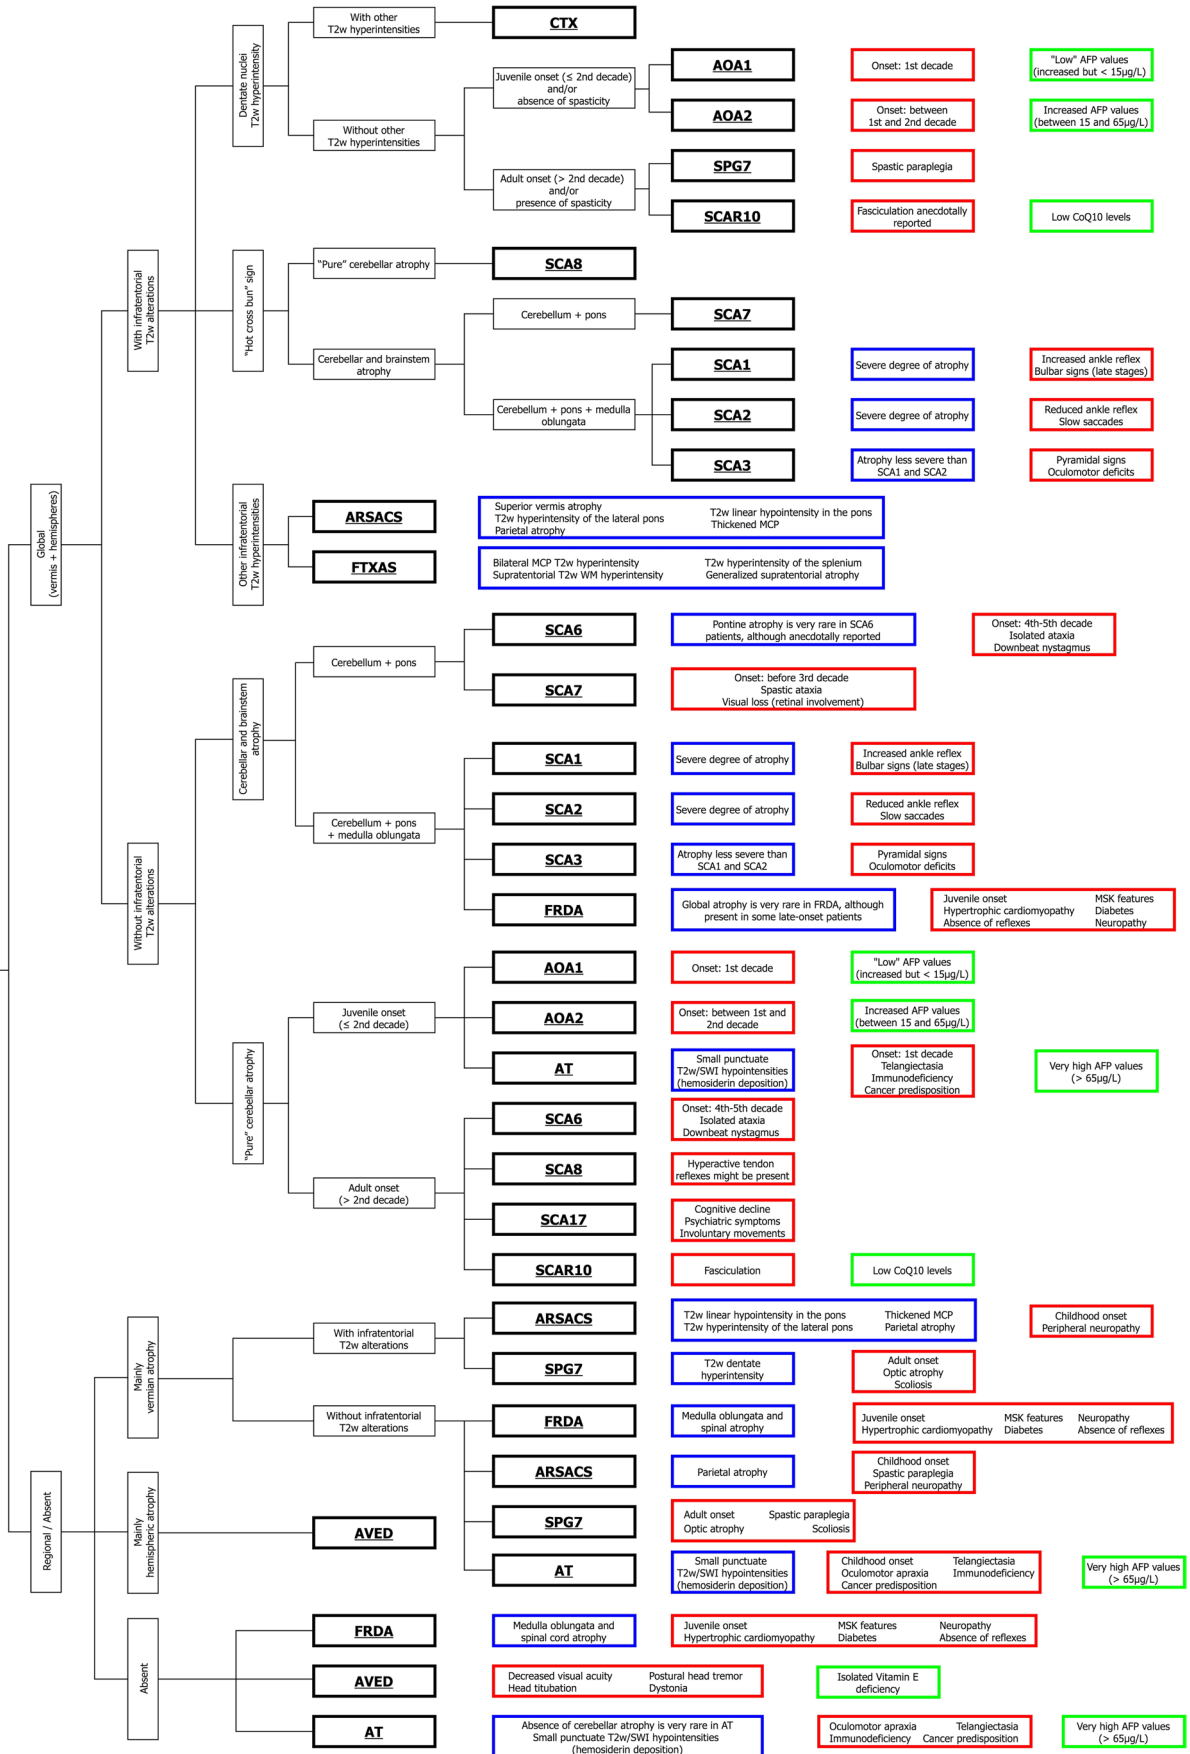 With other
T2w hyperintensities
CTX
Dentate nuclei
T2w hyperintensity
Without other
T2w hyperintensities
Juvenile onset (≤ 2nd decade)
and/or
absence of spasticity
AOA1
Onset: 1st decade
"Low" AFP values
(increased but < 15µg/L)
AOA2
Onset: between
1st and 2nd decade
Increased AFP values
(between 15 and 65µg/L)
Adult onset (> 2nd decade)
and/or
presence of spasticity
SPG7
Spastic paraplegia
SCAR10
Fasciculation anecdotally
reported
Low CoQ10 levels
With infratentorial
T2w alterations
"Hot cross bun" sign
"Pure" cerebellar atrophy
SCA8
Cerebellar and brainstem
atrophy
Cerebellum + pons
SCA7
Cerebellum + pons + medulla
oblungata
SCA1
Severe degree of atrophy
Increased ankle reflex
Bulbar signs (late stages)
SCA2
Severe degree of atrophy
Reduced ankle reflex
Slow saccades
SCA3
Atrophy less severe than
SCA1 and SCA2
Pyramidal signs
Oculomotor deficits
Global
(vermis + hemispheres)
Other infratentorial
T2w hyperintensities
ARSACS
Superior vermis atrophy
T2w hyperintensity of the lateral pons
Parietal atrophy
T2w linear hypointensity in the pons
Thickened MCP
FTXAS
Bilateral MCP T2w hyperintensity
Supratentorial T2w WM hyperintensity
T2w hyperintensity of the splenium
Generalized supratentorial atrophy
Without infratentorial
T2w alterations
Cerebellar and brainstem
atrophy
Cerebellum + pons
SCA6
Pontine atrophy is very rare in SCA6
patients, although anecdotally reported
Onset: 4th-5th decade
Isolated ataxia
Downbeat nystagmus
SCA7
Onset: before 3rd decade
Spastic ataxia
Visual loss (retinal involvement)
Cerebellum + pons
+ medulla oblungata
SCA1
Severe degree of atrophy
Increased ankle reflex
Bulbar signs (late stages)
SCA2
Severe degree of atrophy
Reduced ankle reflex
Slow saccades
SCA3
Atrophy less severe than
SCA1 and SCA2
Pyramidal signs
Oculomotor deficits
FRDA
Global atrophy is very rare in FRDA, although
present in some late-onset patients
Juvenile onset
Hypertrophic cardiomyopathy
Absence of reflexes
MSK features
Diabetes
Neuropathy
"Pure" cerebellar atrophy
Juvenile onset
(≤ 2nd decade)
AOA1
Onset: 1st decade
"Low" AFP values
(increased but < 15µg/L)
AOA2
Onset: between 1st and
2nd decade
Increased AFP values
(between 15 and 65µg/L)
AT
Small punctuate
T2w/SWI hypointensities
(hemosiderin deposition)
Onset: 1st decade
Telangiectasia
Immunodeficiency
Cancer predisposition
Very high AFP values
(> 65µg/L)
Adult onset
(> 2nd decade)
SCA6
Onset: 4th-5th decade
Isolated ataxia
Downbeat nystagmus
SCA8
Hyperactive tendon
reflexes might be present
SCA17
Cognitive decline
Psychiatric symptoms
Involuntary movements
SCAR10
Fasciculation
Low CoQ10 levels
Regional / Absent
Mainly
vermian atrophy
With infratentorial
T2w alterations
ARSACS
T2w linear hypointensity in the pons
T2w hyperintensity of the lateral pons
Thickened MCP
Parietal atrophy
Childhood onset
Peripheral neuropathy
SPG7
T2w dentate
hyperintensity
Adult onset
Optic atrophy
Scoliosis
Without infratentorial
T2w alterations
FRDA
Medulla oblungata and
spinal atrophy
Juvenile onset
Hypertrophic cardiomyopathy
MSK features
Diabetes
Neuropathy
Absence of reflexes
ARSACS
Parietal atrophy
Childhood onset
Spastic paraplegia
Peripheral neuropathy
SPG7
Adult onset
Optic atrophy
Spastic paraplegia
Scoliosis
AT
Small punctuate
T2w/SWI hypointensities
(hemosiderin deposition)
Childhood onset
Oculomotor apraxia
Cancer predisposition
Telangiectasia
Immunodeficiency
Very high AFP values
(> 65µg/L)
Mainly
hemispheric atrophy
AVED
Absent
FRDA
Medulla oblungata and
spinal cord atrophy
Juvenile onset
Hypertrophic cardiomyopathy
MSK features
Diabetes
Neuropathy
Absence of reflexes
AVED
Decreased visual acuity
Head titubation
Postural head tremor
Dystonia
Isolated Vitamin E
deficiency
AT
Absence of cerebellar atrophy is very rare in AT
Small punctuate T2w/SWI hypointensities
(hemosiderin deposition)
Oculomotor apraxia
Immunodeficiency
Telangiectasia
Cancer predisposition
Very high AFP values
(> 65µg/L)